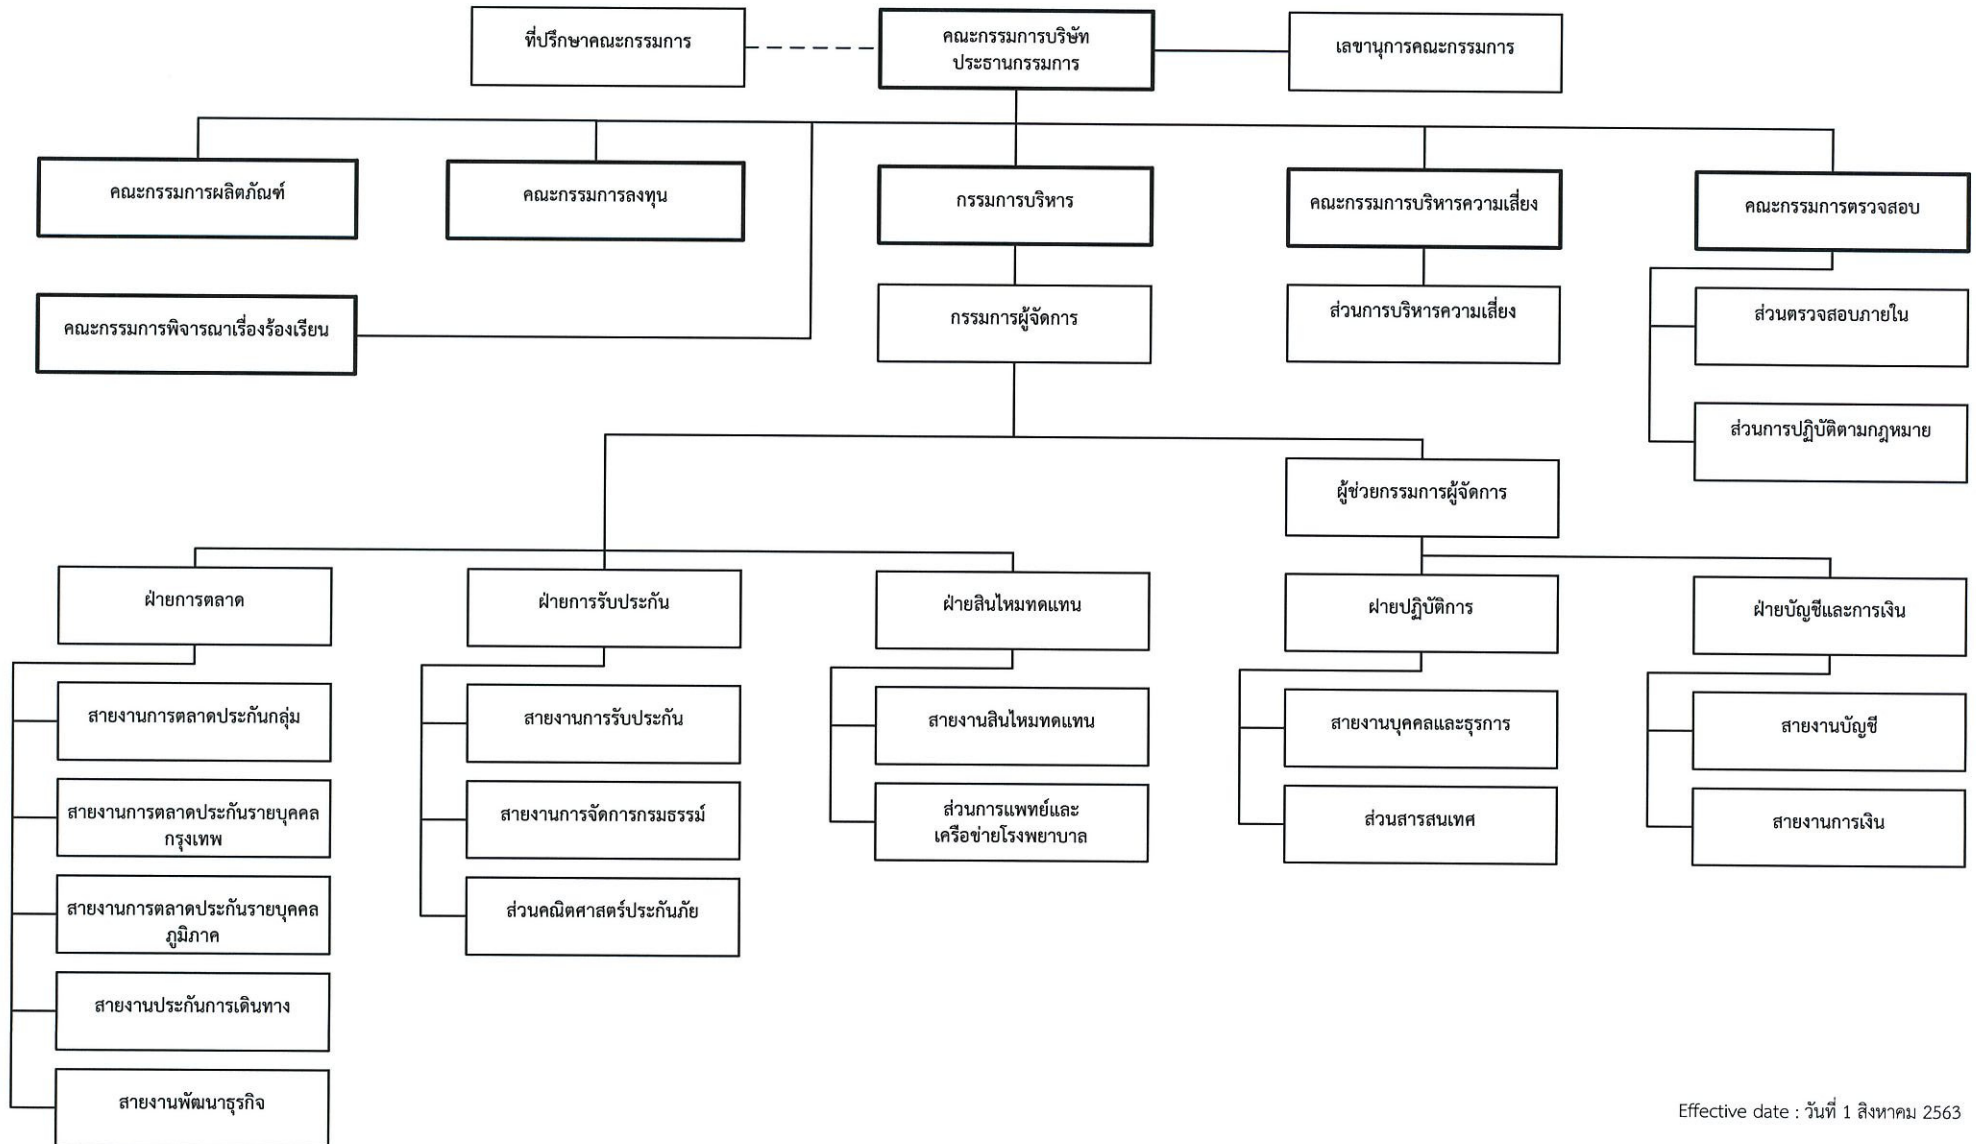 ที่ปรึกษาคณะกรรมการ
คณะกรรมการบริษัท
ประธานกรรมการ
เลขานุการคณะกรรมการ
คณะกรรมการผลิตภัณฑ์
คณะกรรมการลงทุน
กรรมการบริหาร
คณะกรรมการบริหารความเสี่ยง
คณะกรรมการตรวจสอบ
คณะกรรมการพิจารณาเรื่องร้องเรียน
กรรมการผู้จัดการ
ส่วนการบริหารความเสี่ยง
ส่วนตรวจสอบภายใน
ส่วนการปฏิบัติตามกฎหมาย
ผู้ช่วยกรรมการผู้จัดการ
ฝ่ายการตลาด
ฝ่ายการรับประกัน
ฝ่ายสินไหมทดแทน
ฝ่ายปฏิบัติการ
ฝ่ายบัญชีและการเงิน
สายงานการตลาดประกันกลุ่ม
สายงานการรับประกัน
สายงานสินไหมทดแทน
สายงานบุคคลและธุรการ
สายงานบัญชี
สายงานการตลาดประกันรายบุคคล
กรุงเทพ
สายงานการจัดการกรมธรรม์
ส่วนการแพทย์และ
เครือข่ายโรงพยาบาล
ส่วนสารสนเทศ
สายงานการเงิน
สายงานการตลาดประกันรายบุคคล
ภูมิภาค
ส่วนคณิตศาสตร์ประกันภัย
สายงานประกันการเดินทาง
สายงานพัฒนาธุรกิจ
Effective date : วันที่ 1 สิงหาคม 2563